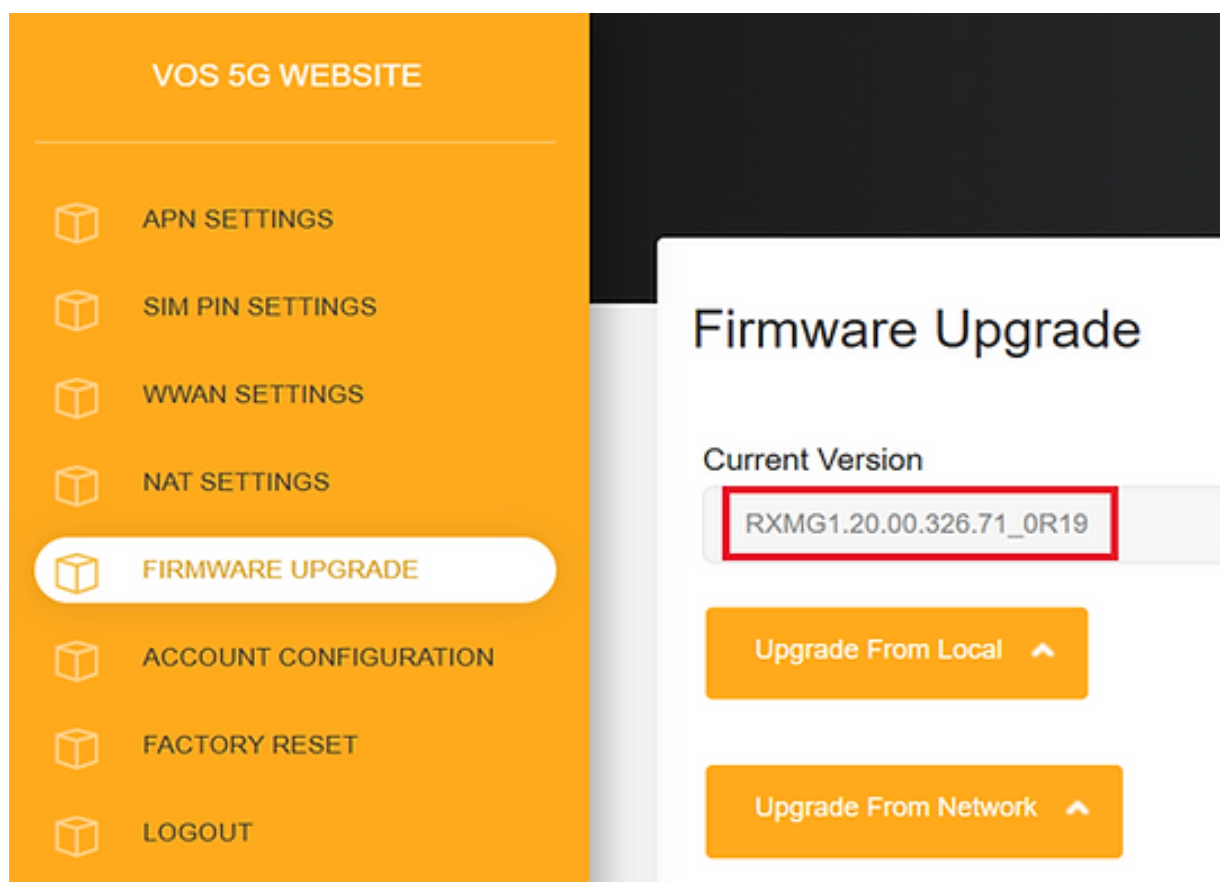 VOS 5G WEBSITE
APN SETTINGS
SIM PIN SETTINGS
WWAN SETTINGS
NAT SETTINGS
FIRMWARE UPGRADE
ACCOUNT CONFIGURATION
FACTORY RESET
LOGOUT
Firmware Upgrade
Current Version
RXMG1.20.00.326.71_0R19
Upgrade From Local
Upgrade From Network